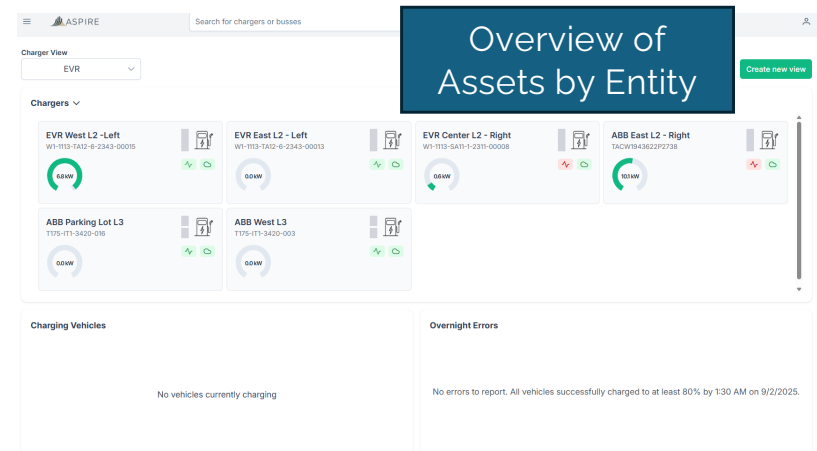 ASPIRE
Search for chargers or busses
Overview of
Assets by Entity
Charger View
EVR
Create new view
Chargers
EVR West L2 -Left
W1-1113-TA12-6-2343-00015
6.8 kW
EVR East L2 - Left
W1-1113-TA12-6-2343-00013
0.0 kW
EVR Center L2 - Right
W1-1113-SA11-1-2311-00008
0.6 kW
ABB East L2 - Right
TACW1943622P2738
10.1 kW
ABB Parking Lot L3
T175-IT1-3420-016
0.0 kW
ABB West L3
T175-IT1-3420-003
0.0 kW
Charging Vehicles
No vehicles currently charging
Overnight Errors
No errors to report. All vehicles successfully charged to at least 80% by 1:30 AM on 9/2/2025.